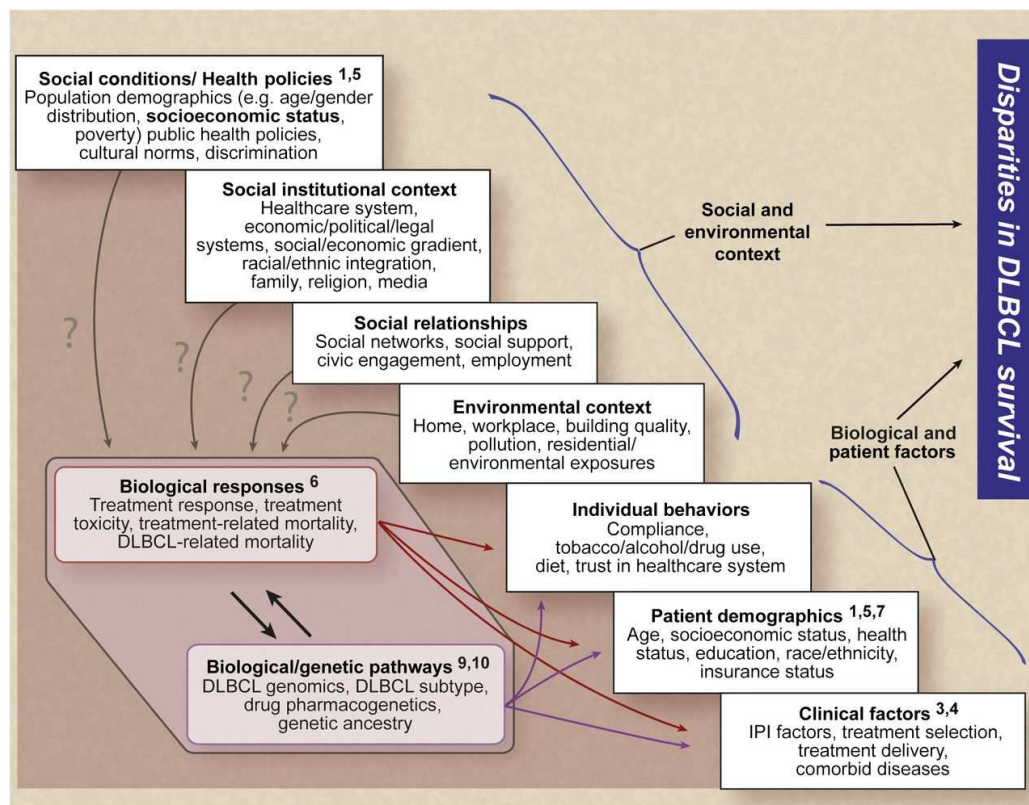 Social conditions/ Health policies 1,5
Population demographics (e.g. age/gender
distribution, socioeconomic status,
poverty) public health policies,
cultural norms, discrimination
Social institutional context
Healthcare system,
economic/political/legal
systems, social/economic gradient,
racial/ethnic integration,
family, religion, media
Social relationships
Social networks, social support,
civic engagement, employment
Environmental context
Home, workplace, building quality,
pollution, residential/
environmental exposures
Individual behaviors
Compliance,
tobacco/alcohol/drug use,
diet, trust in healthcare system
Patient demographics 1,5,7
Age, socioeconomic status, health
status, education, race/ethnicity,
insurance status
Clinical factors 3,4
IPI factors, treatment selection,
treatment delivery,
comorbid diseases
?
?
?
?
Biological responses 6
Treatment response, treatment
toxicity, treatment-related mortality,
DLBCL-related mortality
Biological/genetic pathways 9,10
DLBCL genomics, DLBCL subtype,
drug pharmacogenetics,
genetic ancestry
Social and
environmental
context
Biological and
patient factors
Disparities in DLBCL survival